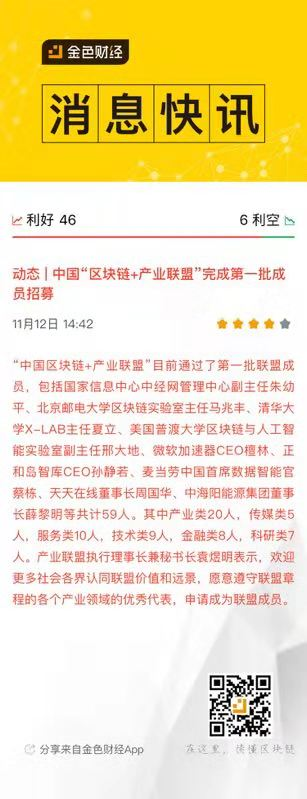 金色财经
消息快讯
利好 46
6 利空
动态 | 中国“区块链+产业联盟”完成第一批成
员招募
11月12日 14:42
“中国区块链+产业联盟”目前通过了第一批联盟成
员，包括国家信息中心中经网管理中心副主任朱幼
平、北京邮电大学区块链实验室主任马兆丰、清华大
学X-LAB主任夏立、美国普渡大学区块链与人工智
能实验室副主任邢大地、微软加速器CEO檀林、正
和岛智库CEO孙静若、麦当劳中国首席数据智能官
蔡栋、天天在线董事长周国华、中海阳能源集团董事
长薛黎明等共计59人。其中产业类20人，传媒类5
人，服务类10人，技术类9人，金融类8人，科研类7
人。产业联盟执行理事长兼秘书长袁煜明表示，欢迎
更多社会各界认同联盟价值和远景，愿意遵守联盟章
程的各个产业领域的优秀代表，申请成为联盟成员。
分享来自金色财经App
在这里，读懂区块链